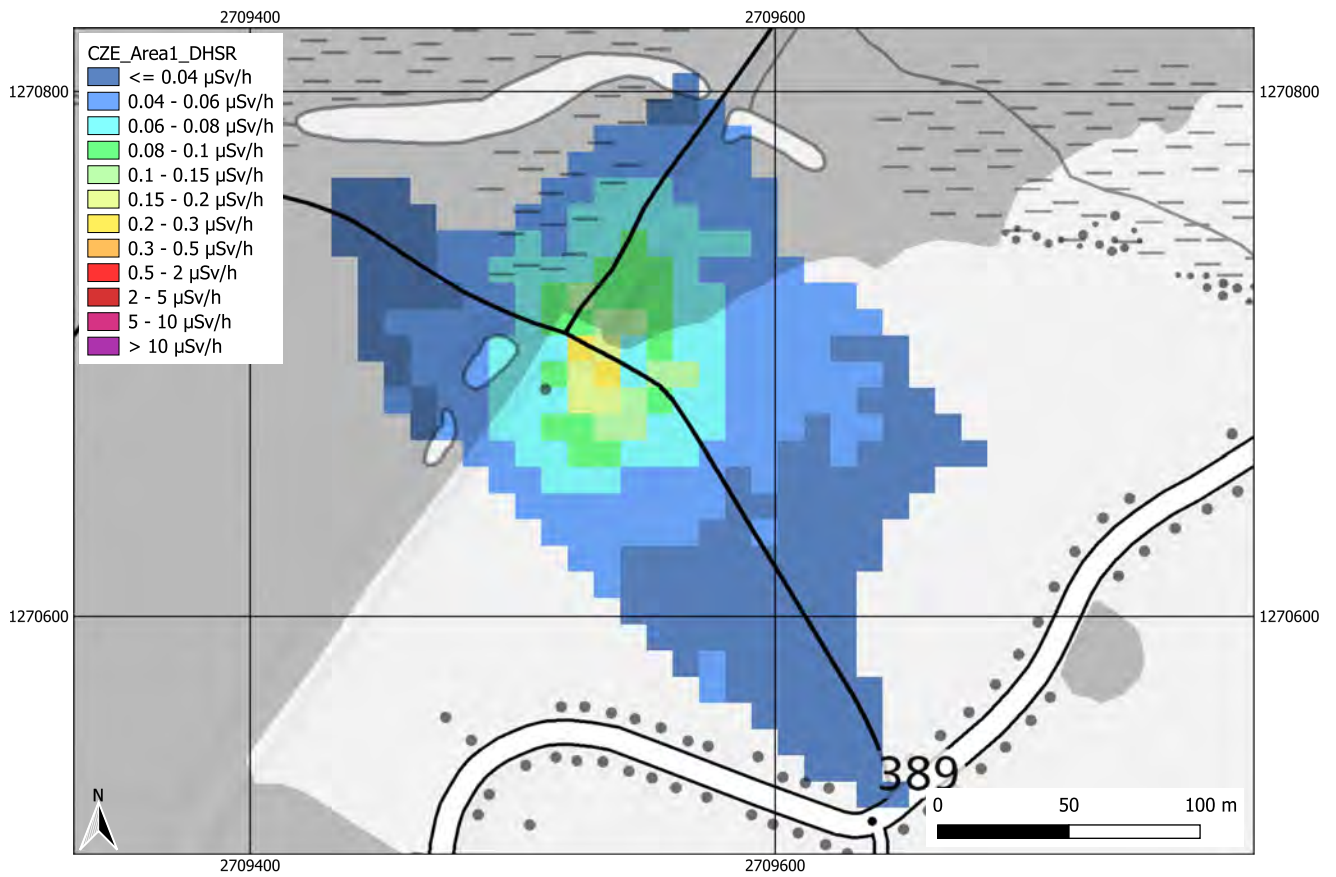 2709400 2709600
CZE_Area1_DHSR
<= 0.04 µSv/h
0.04 - 0.06 µSv/h
0.06 - 0.08 µSv/h
0.08 - 0.1 µSv/h
0.1 - 0.15 µSv/h
0.15 - 0.2 µSv/h
0.2 - 0.3 µSv/h
0.3 - 0.5 µSv/h
0.5 - 2 µSv/h
2 - 5 µSv/h
5 - 10 µSv/h
> 10 µSv/h
1270800 1270800
1270600 1270600
389
N
0 50 100 m
2709400 2709600